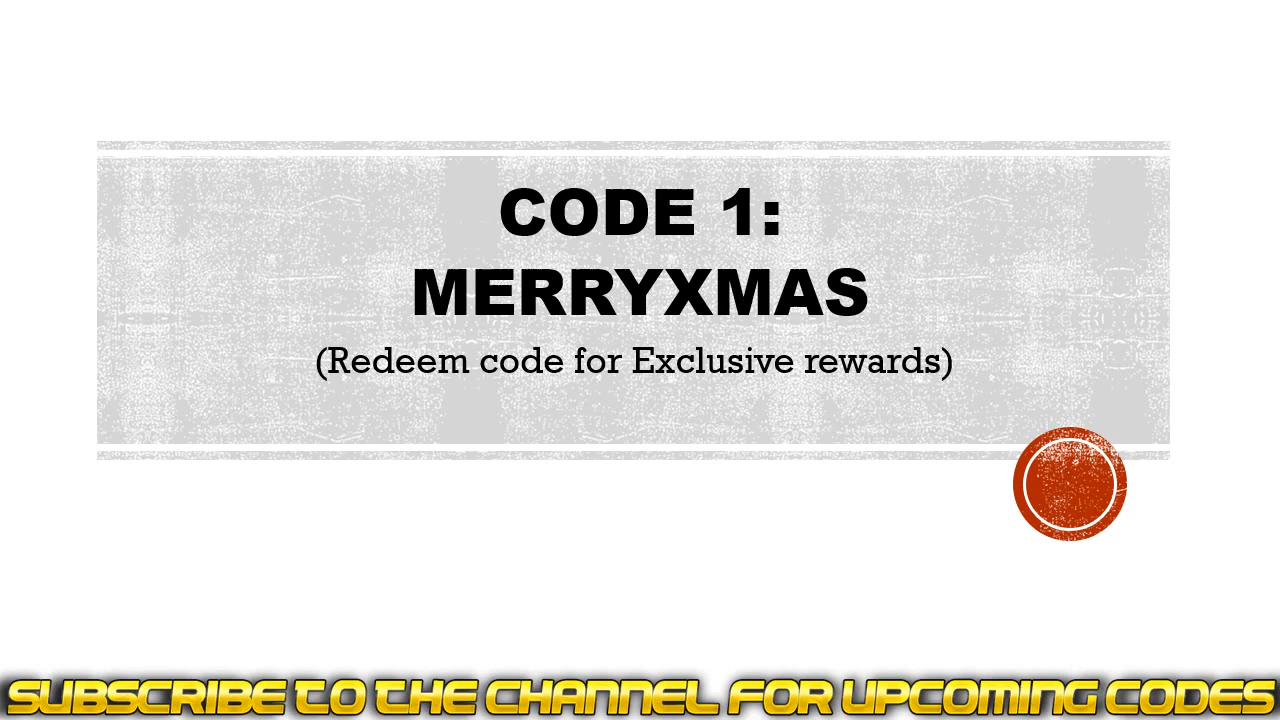 CODE 1:
MERRYXMAS
(Redeem code for Exclusive rewards)
SUBSCRIBE TO THE CHANNEL FOR UPCOMING CODES